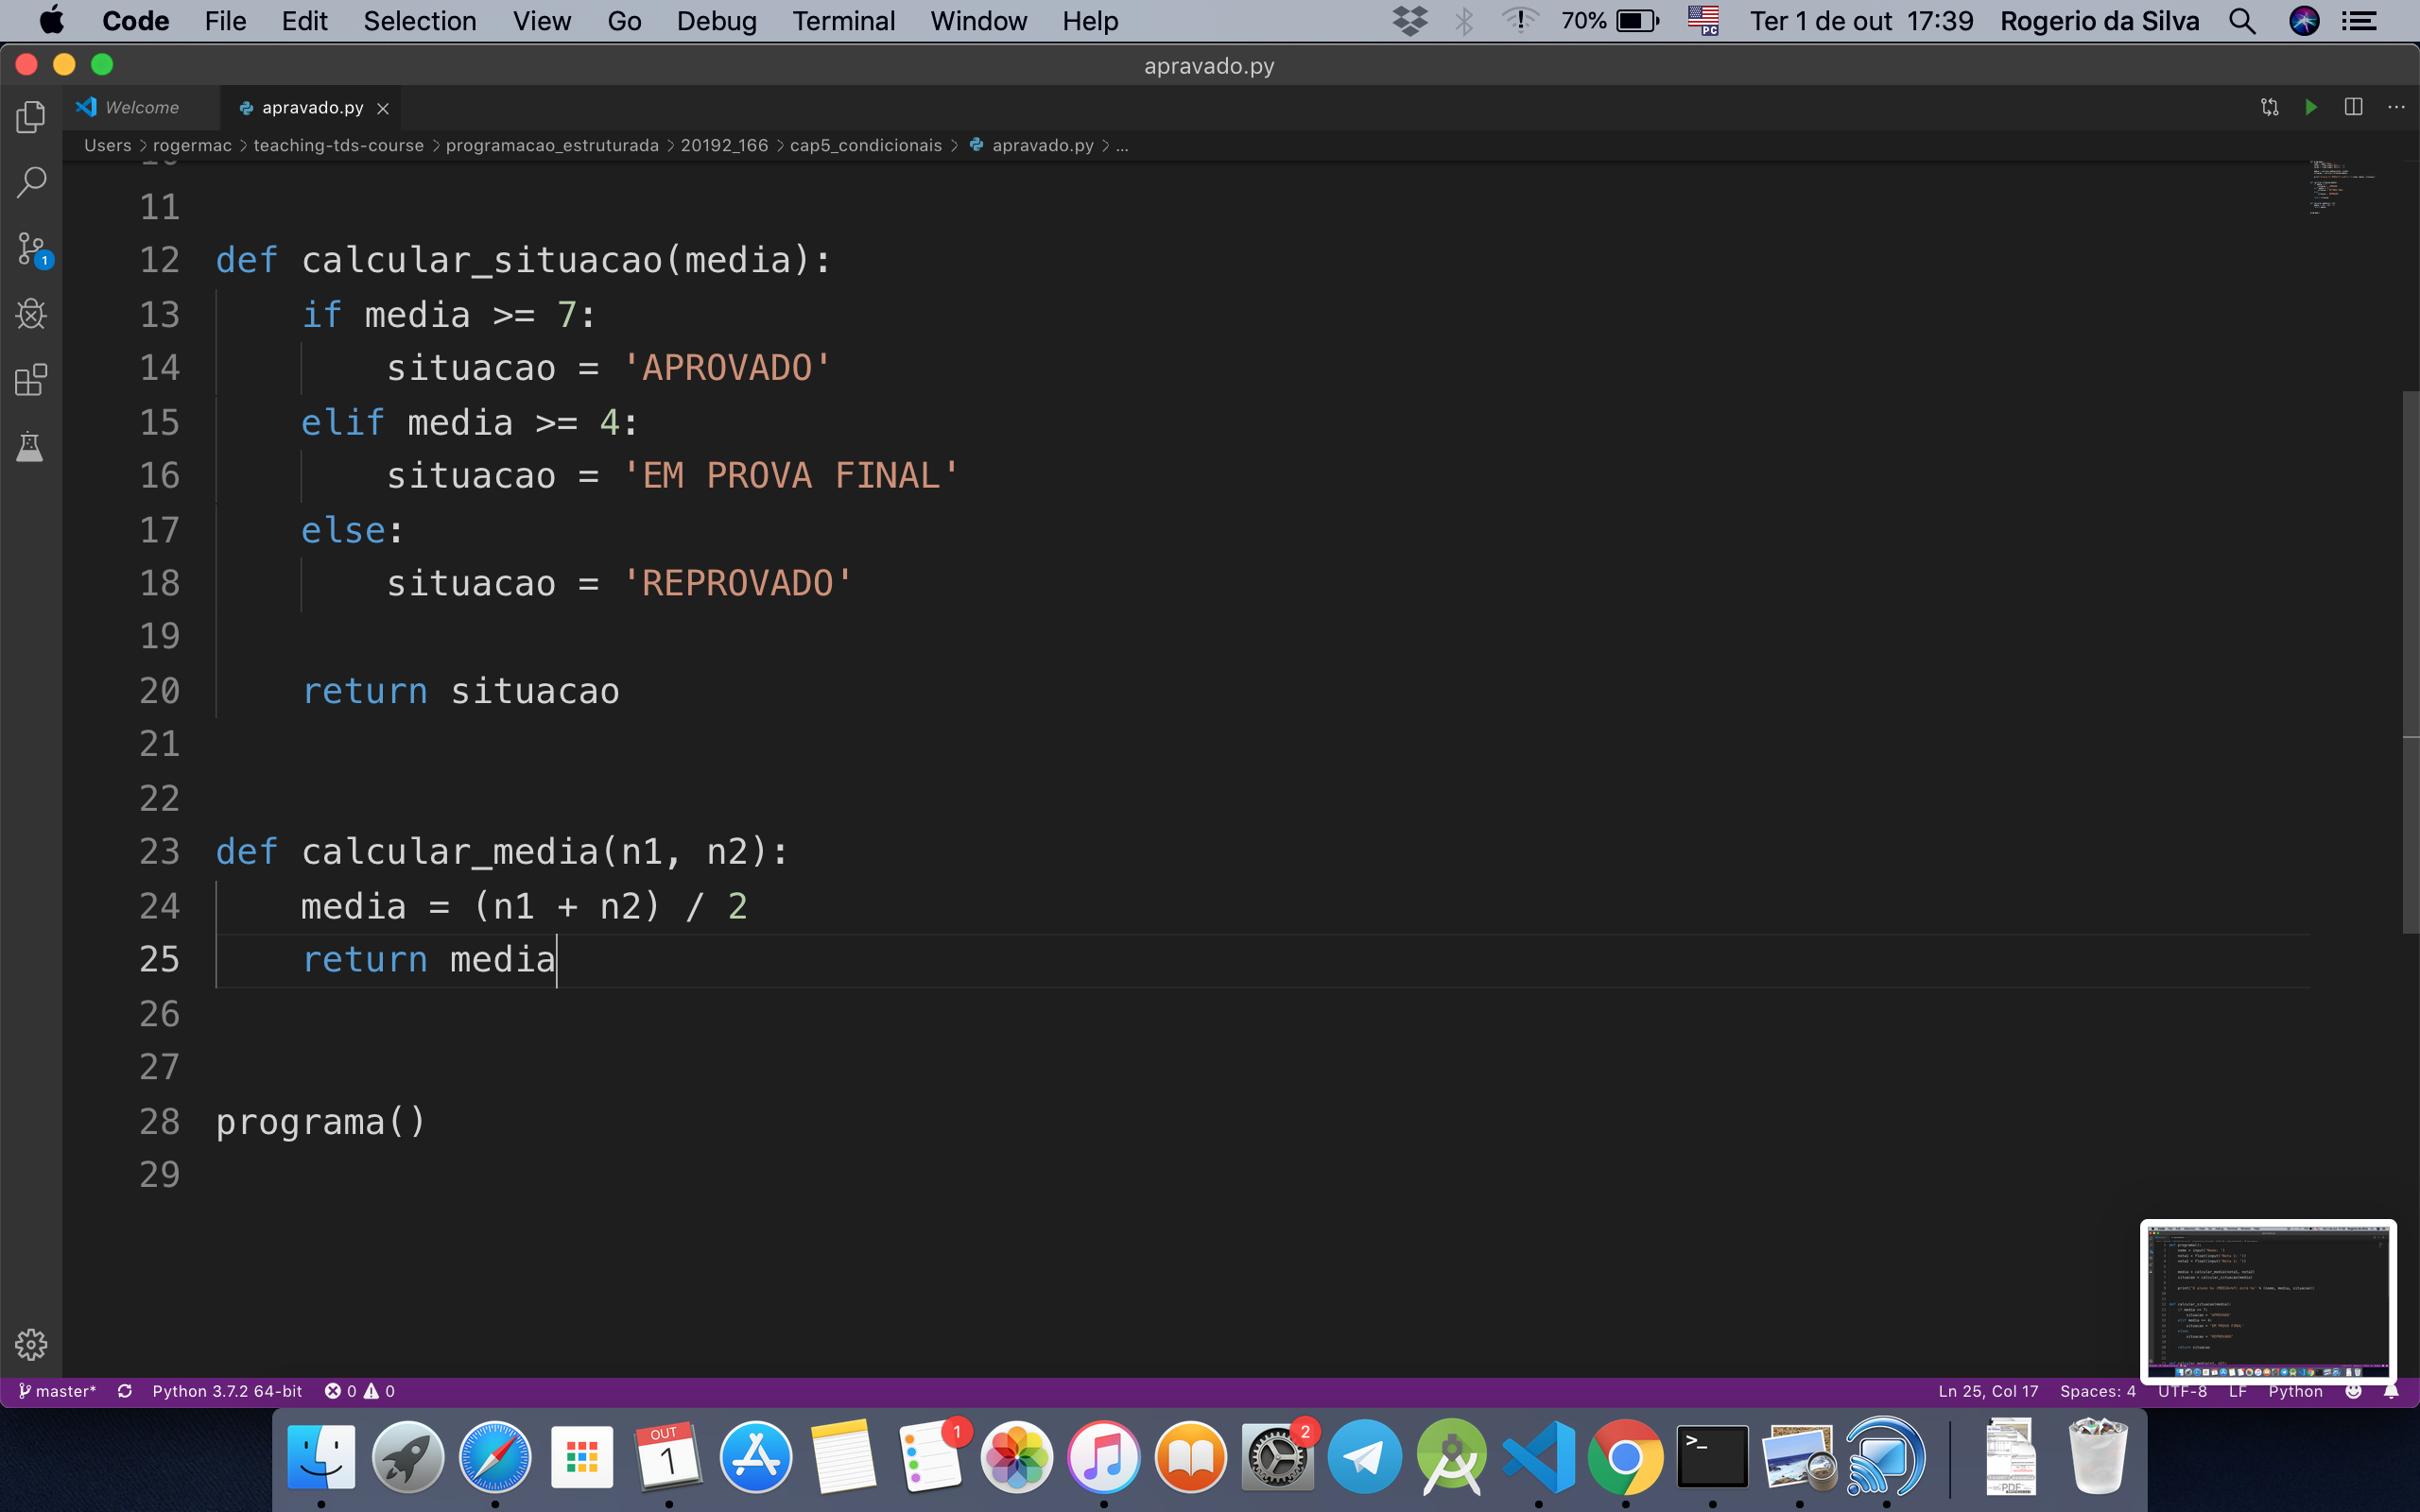 Code File Edit Selection View Go Debug Terminal Window Help 70% PC Ter 1 de out 17:39 Rogerio da Silva
apravado.py
Welcome apravado.py
Users > rogermac > teaching-tds-course > programacao_estruturada > 20192_166 > cap5_condicionais > apravado.py > ...
11
12 def calcular_situacao(media):
13 if media >= 7:
14 situacao = 'APROVADO'
15 elif media >= 4:
16 situacao = 'EM PROVA FINAL'
17 else:
18 situacao = 'REPROVADO'
19
20 return situacao
21
22
23 def calcular_media(n1, n2):
24 media = (n1 + n2) / 2
25 return media
26
27
28 programa()
29
1
master* Python 3.7.2 64-bit 0 0 Ln 25, Col 17 Spaces: 4 UTF-8 LF Python
OUT
1
1
2
>_
PDF